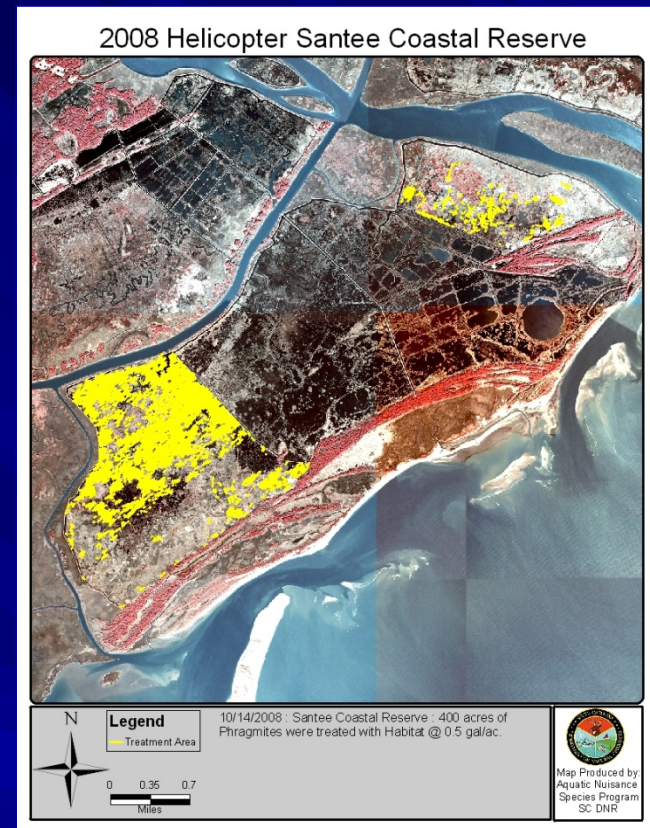 2008 Helicopter Santee Coastal Reserve
N
Legend
Treatment Area
0 0.35 0.7
Miles
10/14/2008 : Santee Coastal Reserve : 400 acres of
Phragmites were treated with Habitat @ 0.5 gal/ac.
Map Produced by:
Aquatic Nuisance
Species Program
SC DNR